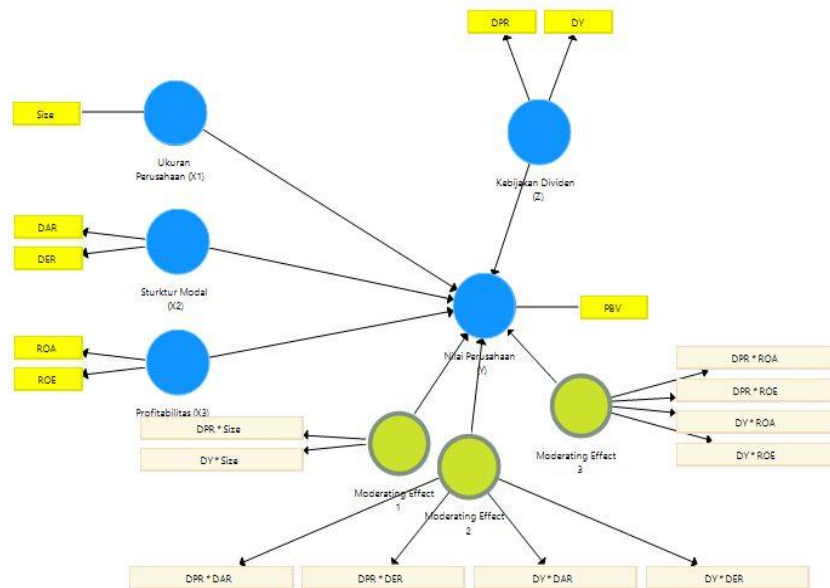 DPR
DY
Size
Ukuran
Perusahaan (X1)
Kebijakan Dividen
(Z)
DAR
DER
Sturktur Modal
(X2)
PBV
Nilai Perusahaan
(Y)
ROA
ROE
Profitabilitas (X3)
DPR * ROA
DPR * ROE
DY * ROA
DY * ROE
DPR * Size
DY * Size
Moderating Effect
1
Moderating Effect
2
Moderating Effect
3
DPR * DAR
DPR * DER
DY * DAR
DY * DER